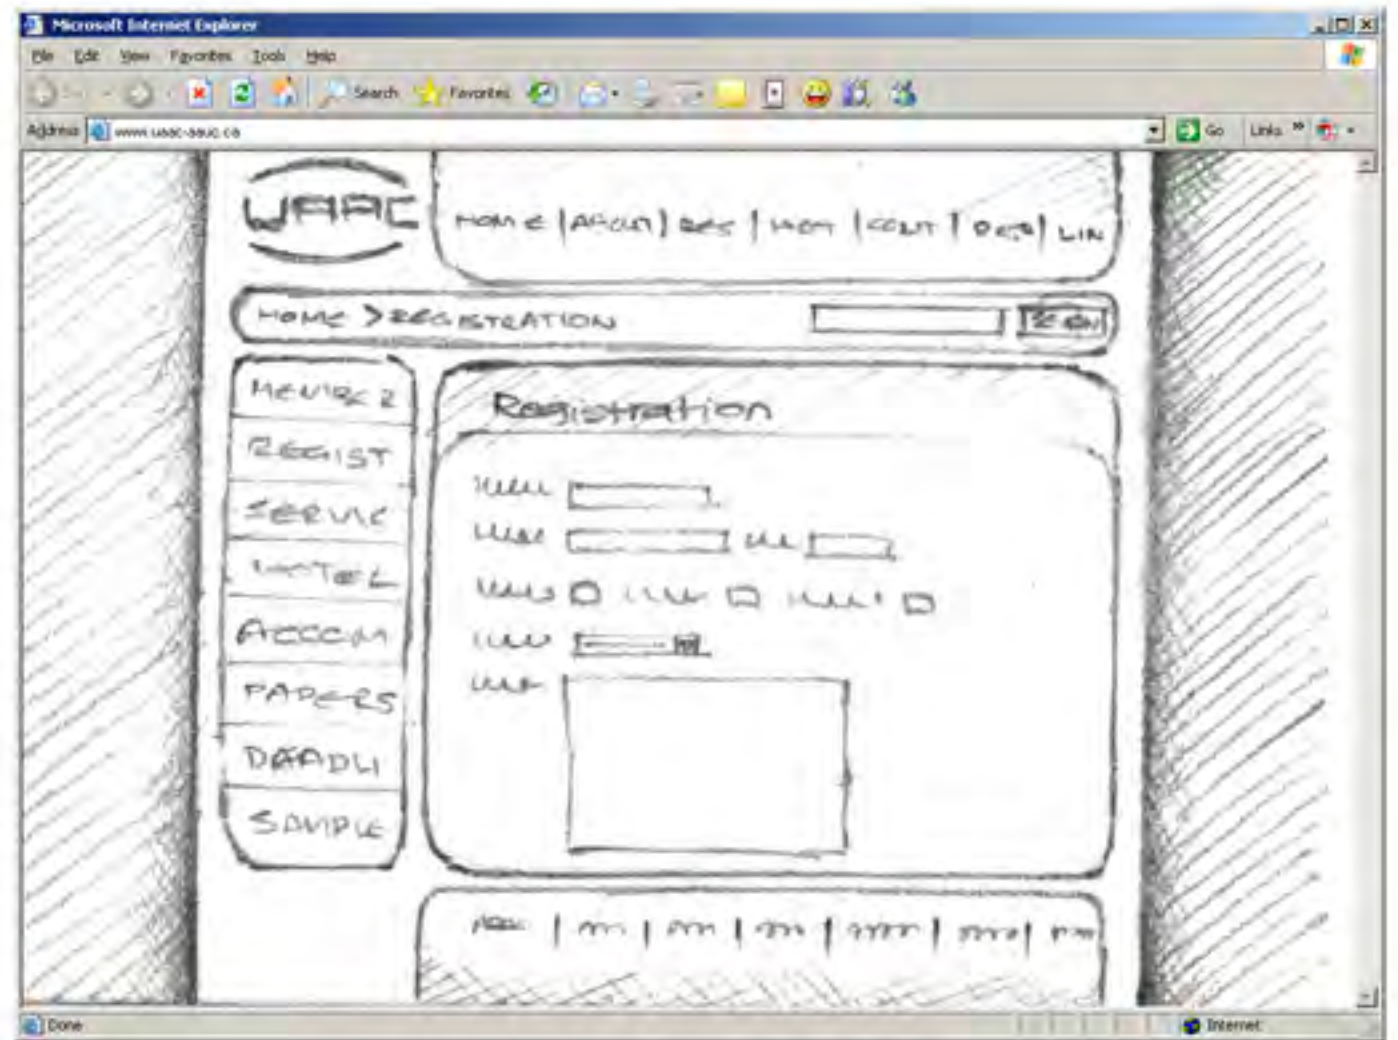 Microsoft Internet Explorer
File Edit View Favorites Tools Help
Search Favorites
Address www.uaac-aauc.ca Go Links »
UAAC
HOME | ABOUT | REG | HOT | CONT | | LIN
HOME > REGISTRATION
MEMBER
REGIST
SERVIC
HOTEL
ACCOM
PAPERS
DEADLI
SAMPLE
Registration
Done Internet